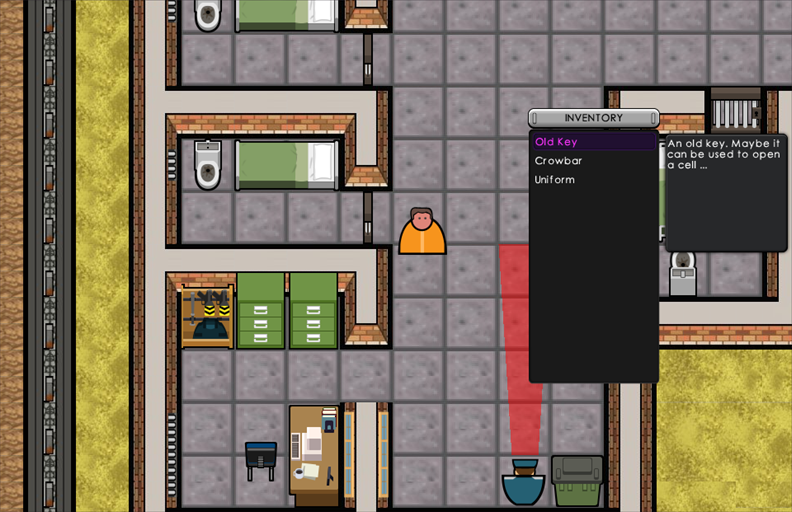 INVENTORY
Old Key
Crowbar
Uniform
An old key. Maybe it
can be used to open
a cell ...